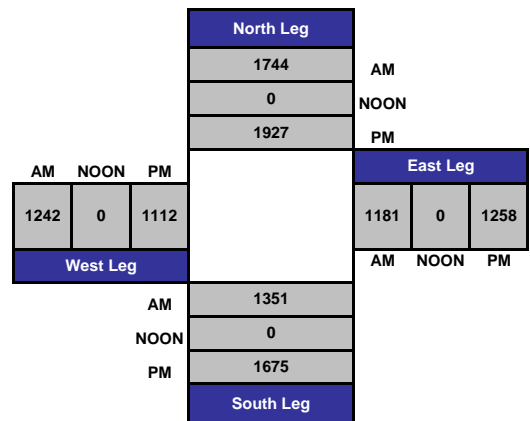 North Leg
1744 AM
0 NOON
1927 PM
AM NOON PM
East Leg
1242 0 1112
1181 0 1258
West Leg
AM NOON PM
AM 1351
NOON 0
PM 1675
South Leg